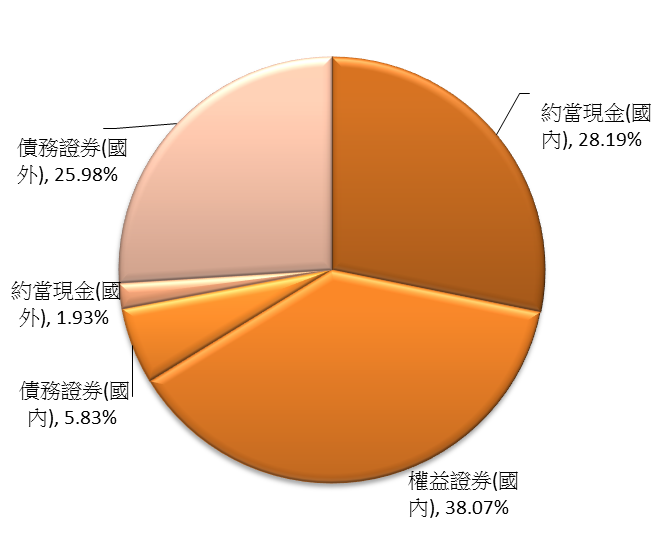 約當現金(國
內), 28.19%
債務證券(國
外), 25.98%
約當現金(國
外), 1.93%
債務證券(國
內), 5.83%
權益證券(國
內), 38.07%